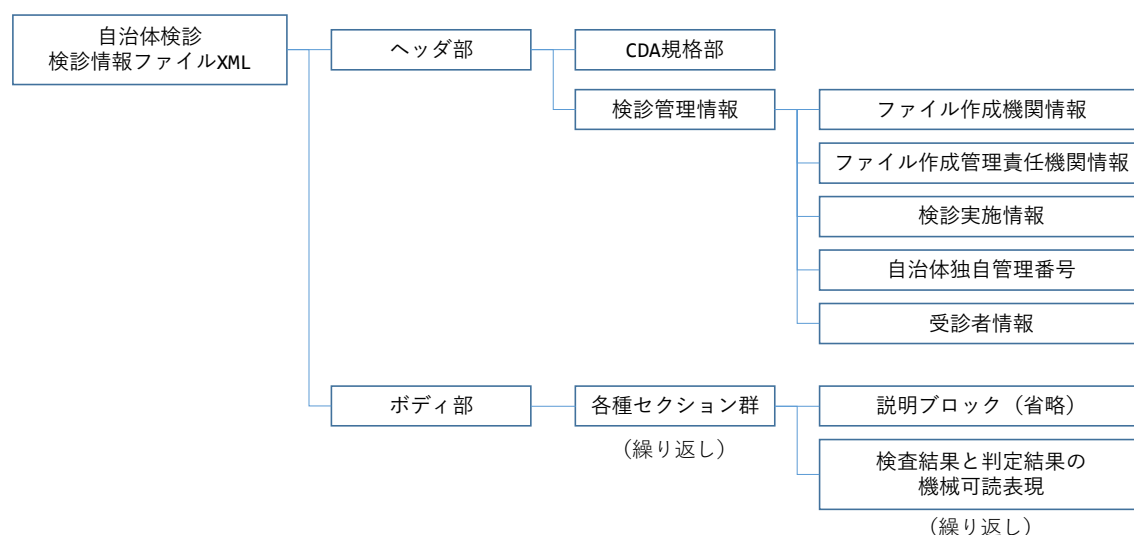 自治体検診
検診情報ファイルXML
ヘッダ部
CDA規格部
検診管理情報
ファイル作成機関情報
ファイル作成管理責任機関情報
検診実施情報
自治体独自管理番号
受診者情報
ボディ部
各種セクション群
（繰り返し）
説明ブロック（省略）
検査結果と判定結果の
機械可読表現
（繰り返し）